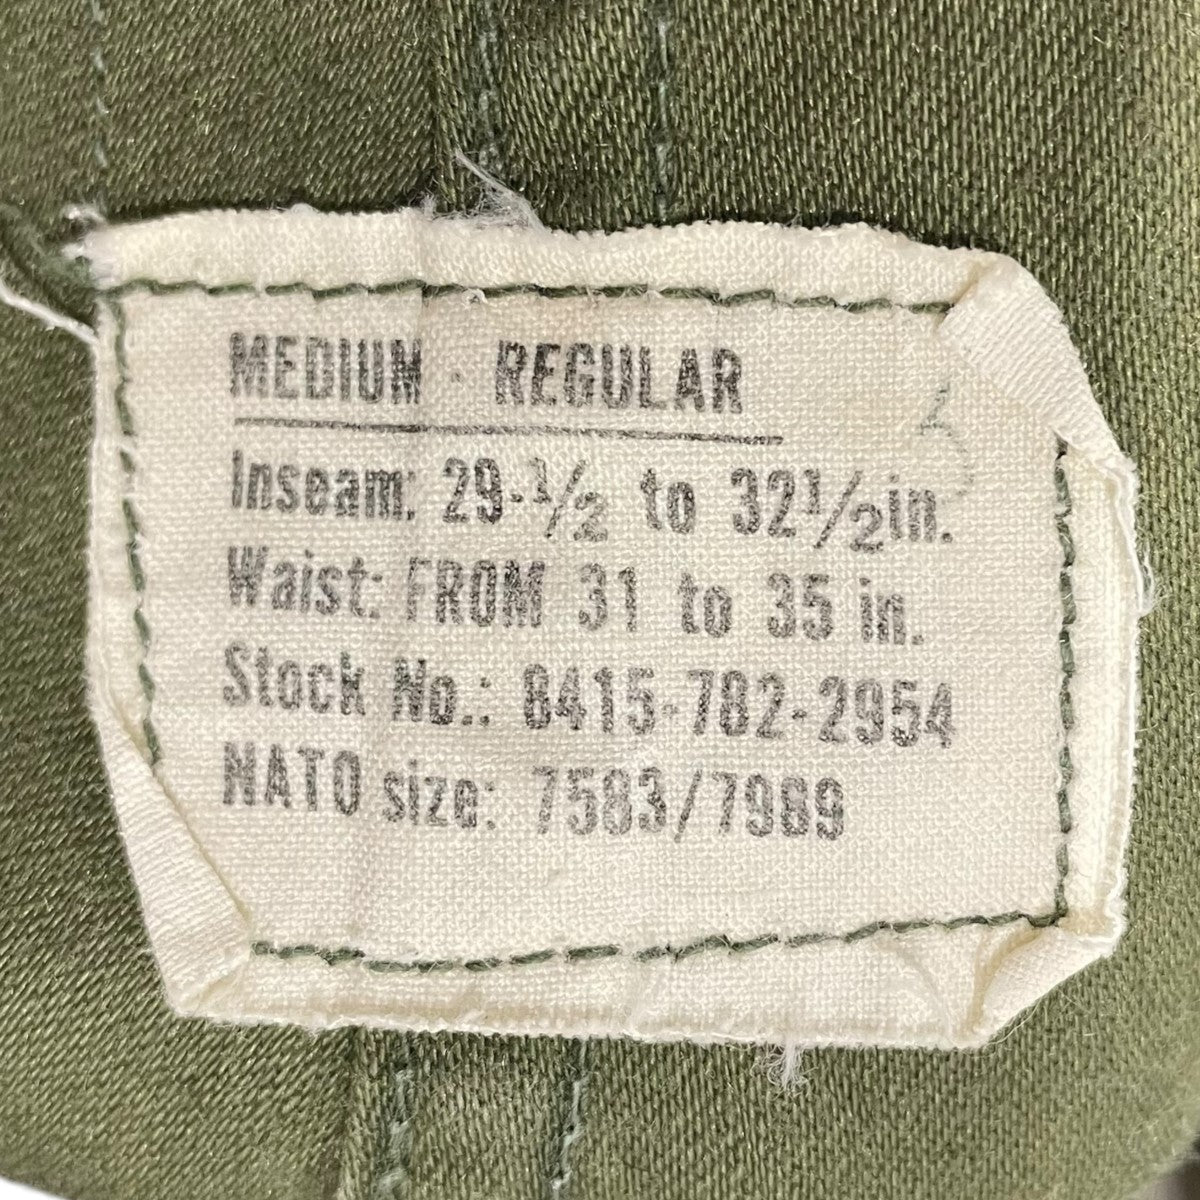 MEDIUM - REGULAR
Inseam: 29-1/2 to 32 1/2 in.
Waist: FROM 31 to 35 in.
Stock No.: 8415-782-2954
NATO size: 7583/7989